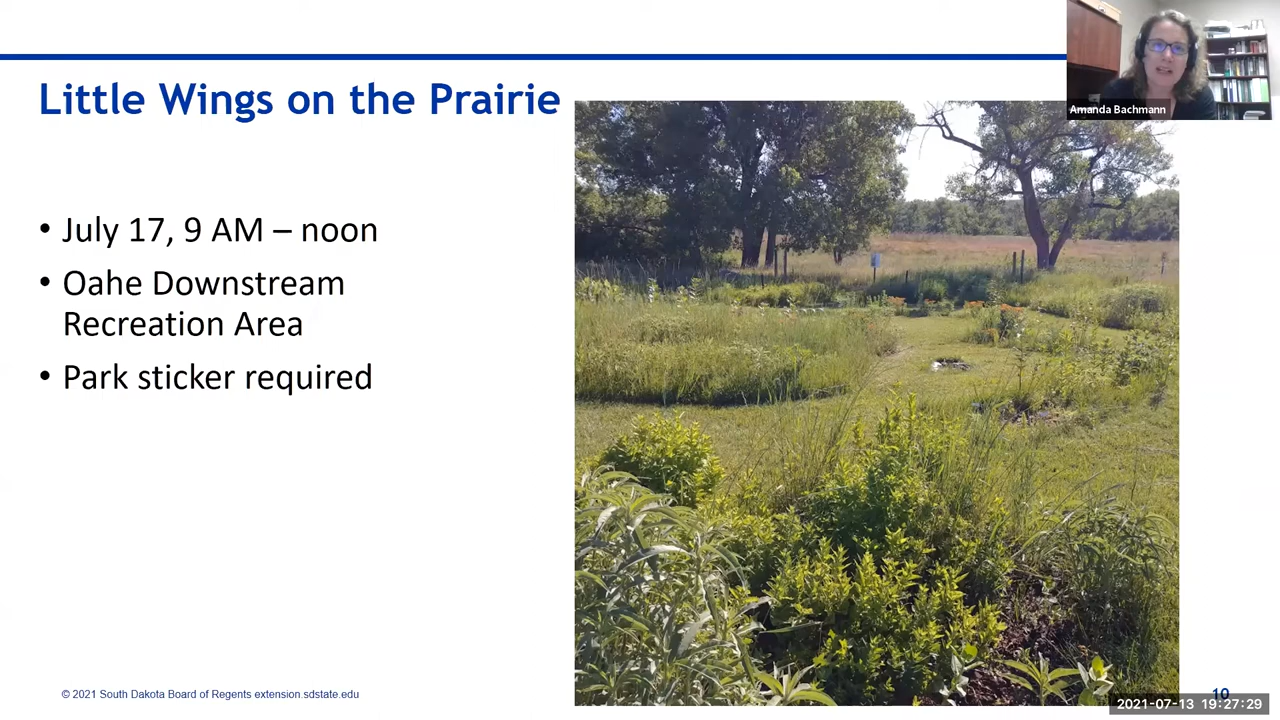 Little Wings on the Prairie
Amanda Bachmann
• July 17, 9 AM – noon
• Oahe Downstream
Recreation Area
• Park sticker required
© 2021 South Dakota Board of Regents extension.sdstate.edu
10
2021-07-13 19:27:29